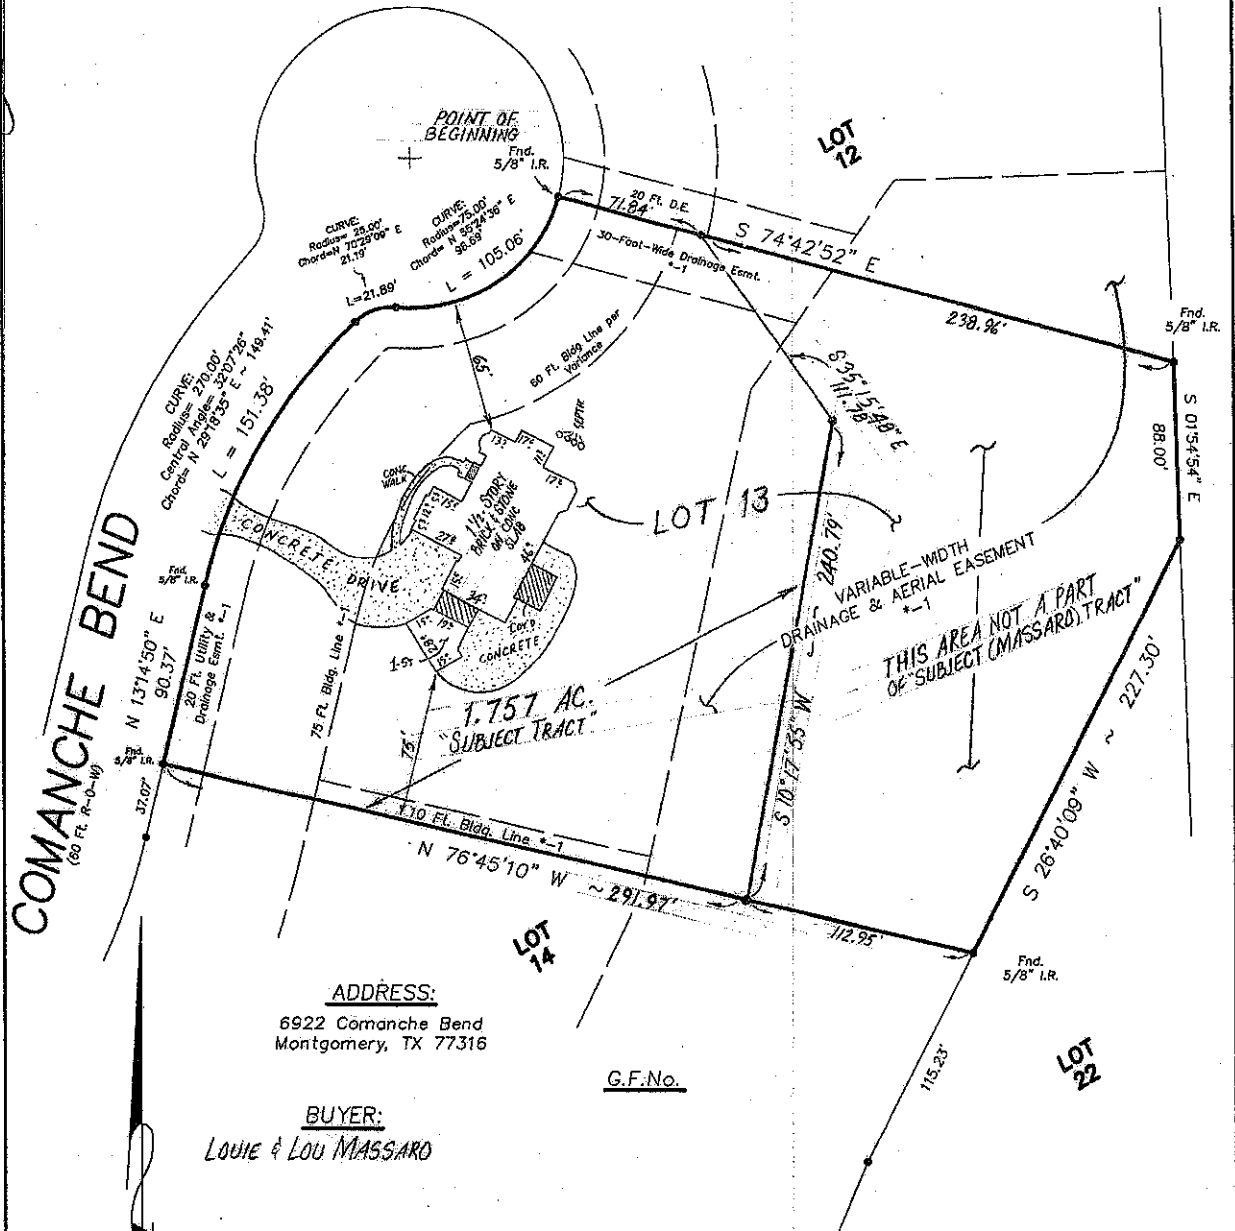 POINT OF
BEGINNING
Fnd.
5/8" I.R.
LOT
12
CURVE:
Radius= 25.00'
Chord=N 70°29'09" E
21.19'
CURVE:
Radius=75.00'
96.69'
L=21.89'
L = 105.06'
20 Ft. D.E.
71.84'
S 74°42'52" E
30-Foot-Wide Drainage Esmt.
*-1
238.96'
Fnd.
5/8" I.R.
CURVE:
Radius= 270.00'
Central Angle= 32°07'26"
Chord= N 29°18'35" E ~ 149.41'
L = 151.38'
65'
60 Ft. Bldg Line per
Variance
S 35°15'48" E
111.78'
S 01°54'54" E
88.00'
SEPTIC
CONC
WALK
1 1/2 STORY
BRICK & STONE
ON CONC
SLAB
LOT 13
CONCRETE DRIVE
COV'D
CONCRETE
240.79'
S 10°17'55" W
VARIABLE-WIDTH
DRAINAGE & AERIAL EASEMENT
*-1
THIS AREA NOT A PART
OF "SUBJECT (MASSARO) TRACT"
COMANCHE BEND
(60 Ft. R-O-W)
Fnd.
5/8" I.R.
N 13°14'50" E
90.37'
20 Ft. Utility &
Drainage Esmt. *-1
75 Ft. Bldg. Line *-1
1-St
75'
1.757 AC.
"SUBJECT TRACT"
S 26°40'09" W ~ 227.30'
Fnd.
5/8" I.R.
37.07'
110 Ft. Bldg. Line *-1
N 76°45'10" W ~ 291.97'
112.95'
LOT
14
Fnd.
5/8" I.R.
115.23'
LOT
22
ADDRESS:
6922 Comanche Bend
Montgomery, TX 77316
G.F.No.
BUYER:
LOUIE & LOU MASSARO